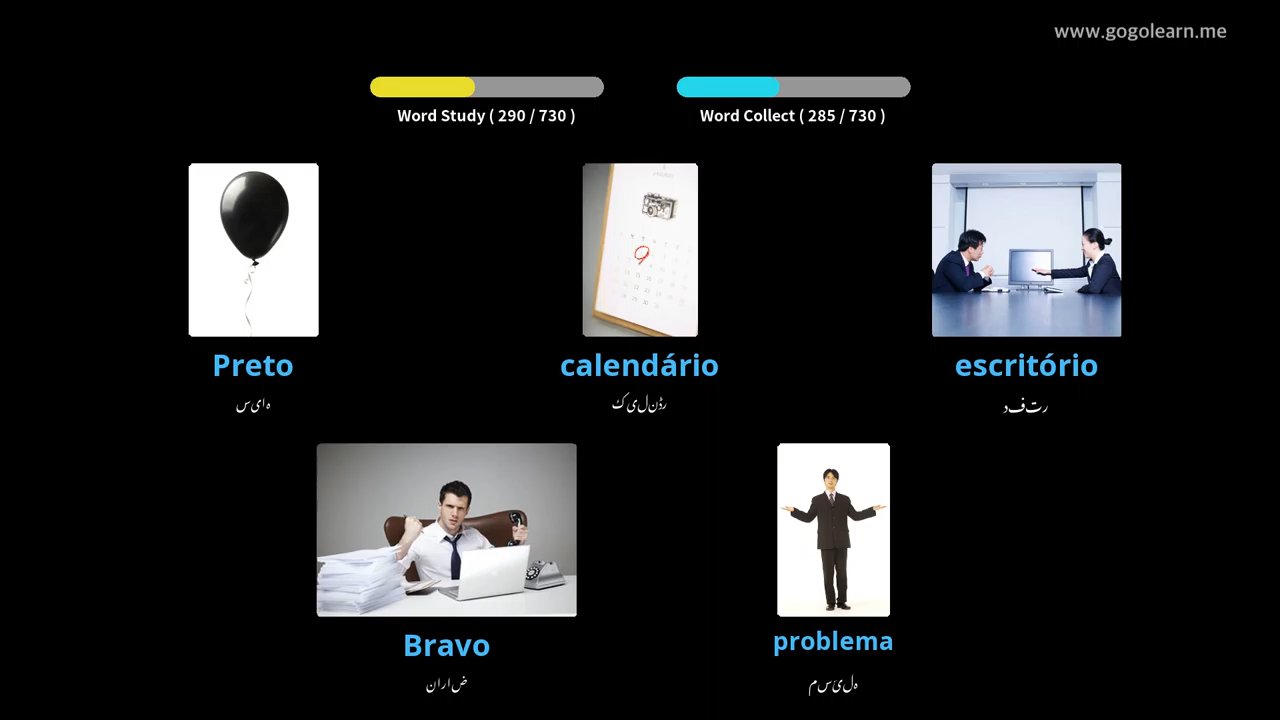 www.gogolearn.me
Word Study ( 290 / 730 )
Word Collect ( 285 / 730 )
Preto
calendário
escritório
ہایس
رڈنلیک
رتفد
Bravo
problema
ضاران
ہلئسم